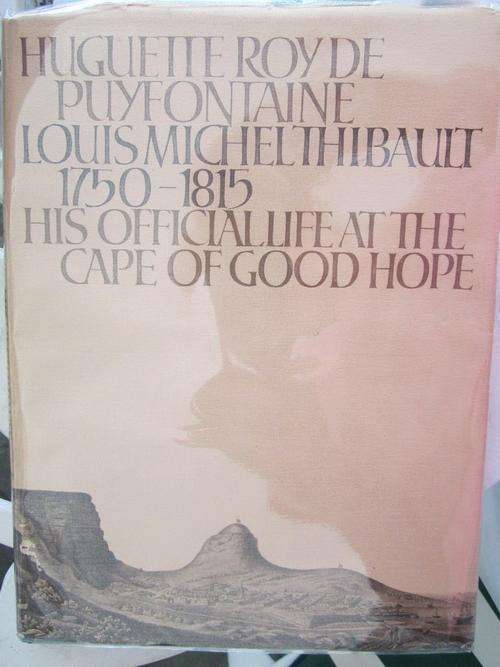 HUGUETTE ROY DE
PUYFONTAINE
LOUIS MICHEL THIBAULT
1750-1815
HIS OFFICIAL LIFE AT THE
CAPE OF GOOD HOPE